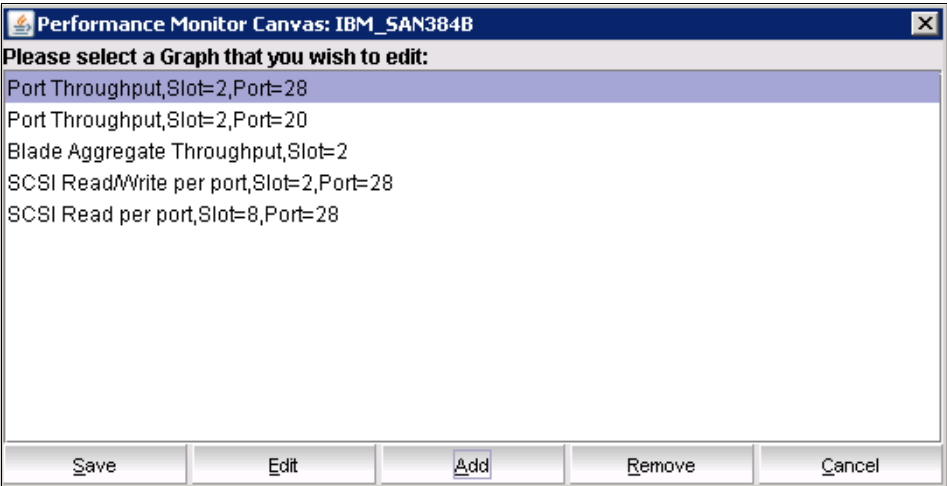 Performance Monitor Canvas: IBM_SAN384B
Please select a Graph that you wish to edit:
Port Throughput,Slot=2,Port=28
Port Throughput,Slot=2,Port=20
Blade Aggregate Throughput,Slot=2
SCSI Read/Write per port,Slot=2,Port=28
SCSI Read per port,Slot=8,Port=28
Save Edit Add Remove Cancel